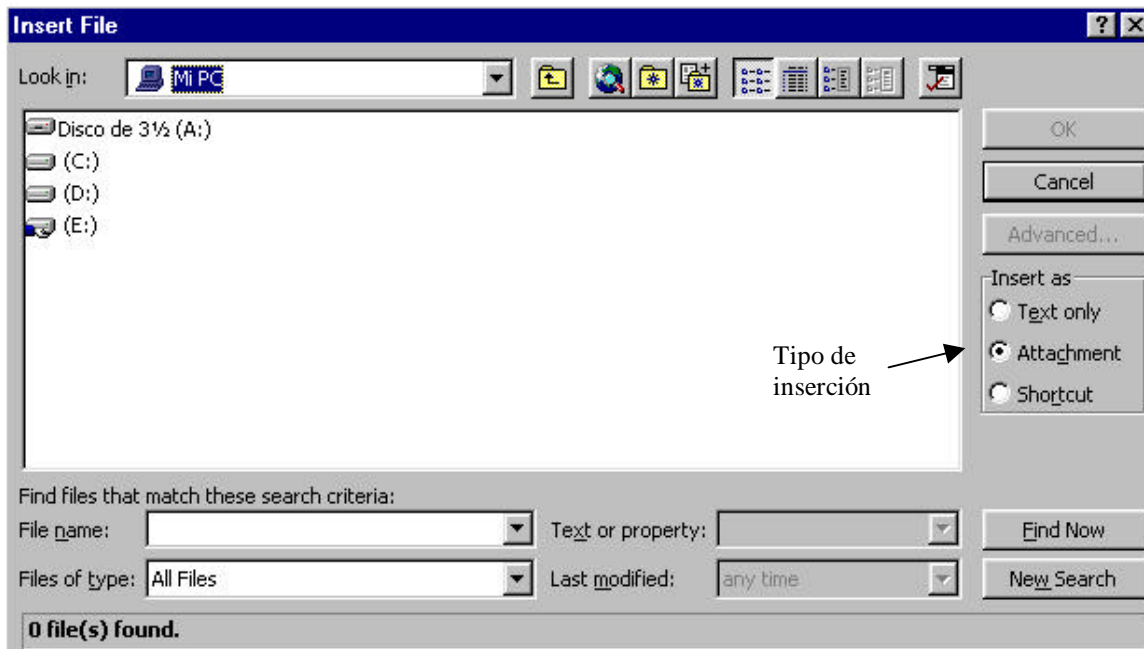 Insert File
Look in: Mi PC
Disco de 3½ (A:)
(C:)
(D:)
(E:)
OK
Cancel
Advanced...
Insert as
Text only
Attachment
Shortcut
Tipo de
inserción
Find files that match these search criteria:
File name: Text or property: Find Now
Files of type: All Files Last modified: any time New Search
0 file(s) found.